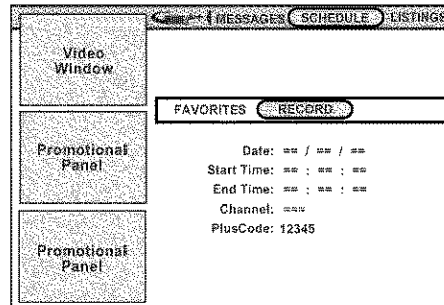 MESSAGES SCHEDULE LISTINGS
Video
Window
FAVORITES RECORD
Promotional
Panel
Date: == / == / ==
Start Time: == : == : ==
End Time: == : == : ==
Channel: ===
PlusCode: 12345
Promotional
Panel